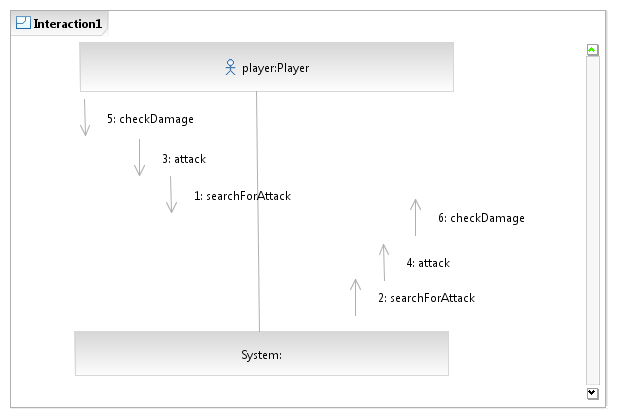 Interaction1
player:Player
5: checkDamage
3: attack
1: searchForAttack
6: checkDamage
4: attack
2: searchForAttack
System: